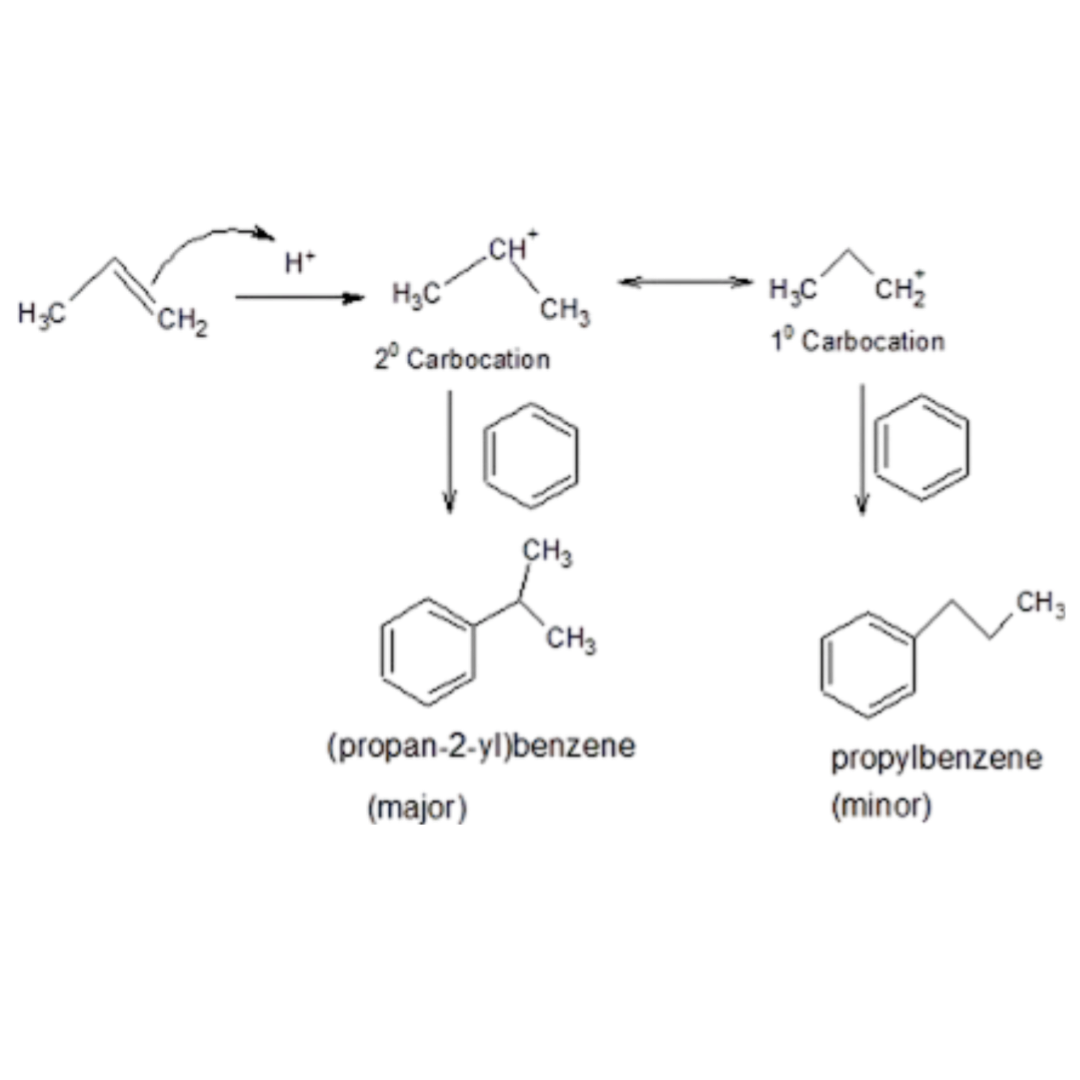 H₃C CH₂ H⁺ H₃C CH⁺ CH₃ H₃C CH₂⁺
2⁰ Carbocation 1⁰ Carbocation
CH₃
CH₃ CH₃
(propan-2-yl)benzene propylbenzene
(major) (minor)